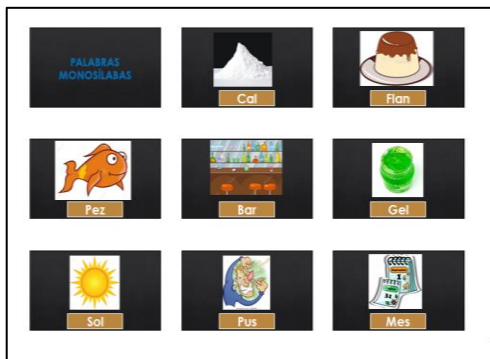 PALABRAS
MONOSÍLABAS
Cal
Flan
Pez
Bar
Gel
Sol
Pus
Mes